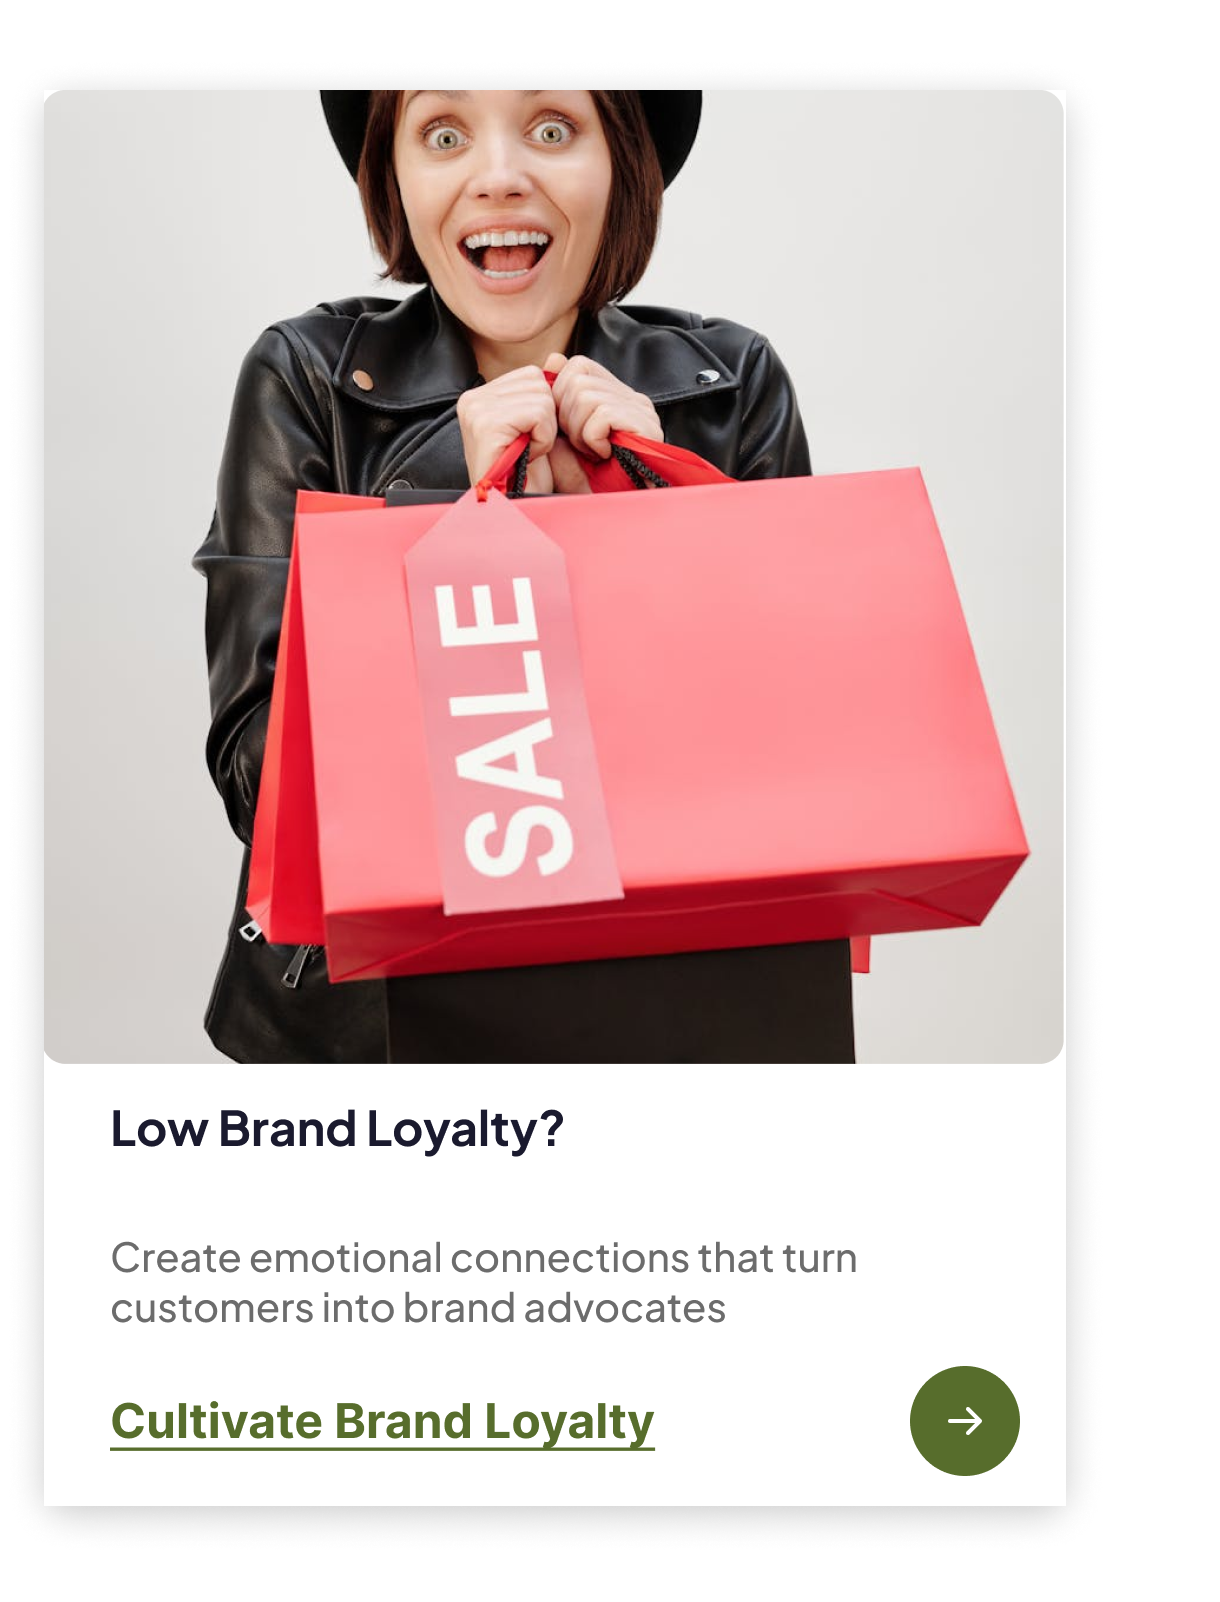 SALE
Low Brand Loyalty?
Create emotional connections that turn
customers into brand advocates
Cultivate Brand Loyalty